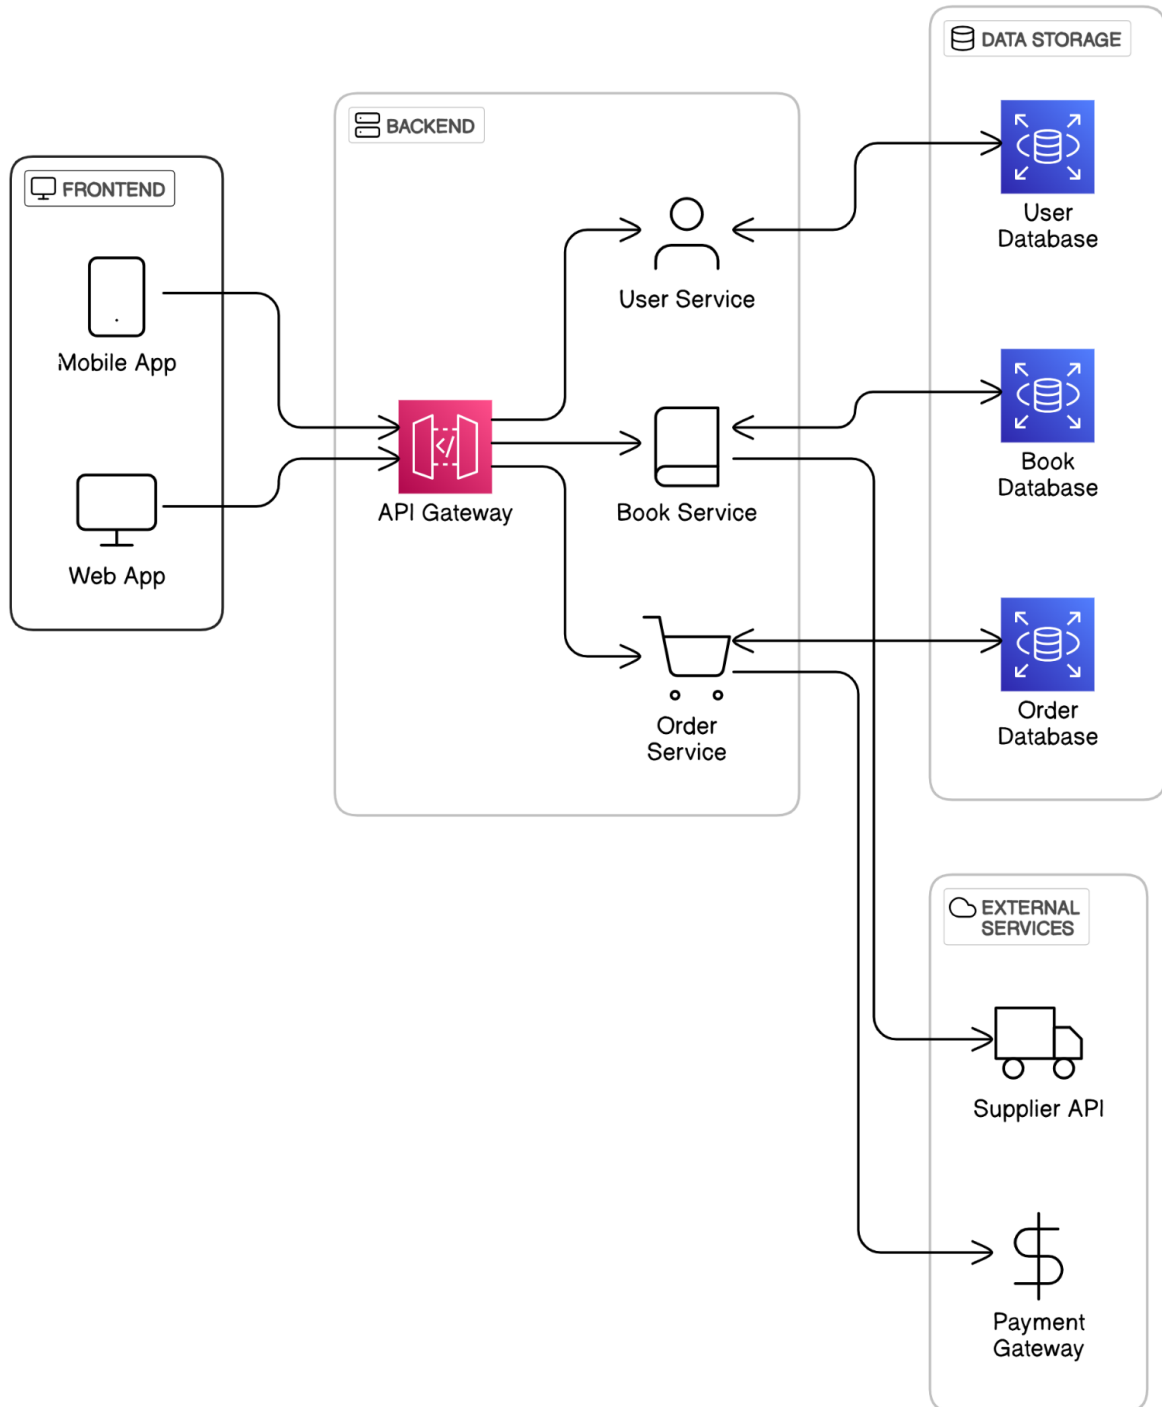 DATA STORAGE
User
Database
Book
Database
Order
Database
BACKEND
User Service
API Gateway
</>
Book Service
Order
Service
FRONTEND
Mobile App
Web App
EXTERNAL
SERVICES
Supplier API
$
Payment
Gateway